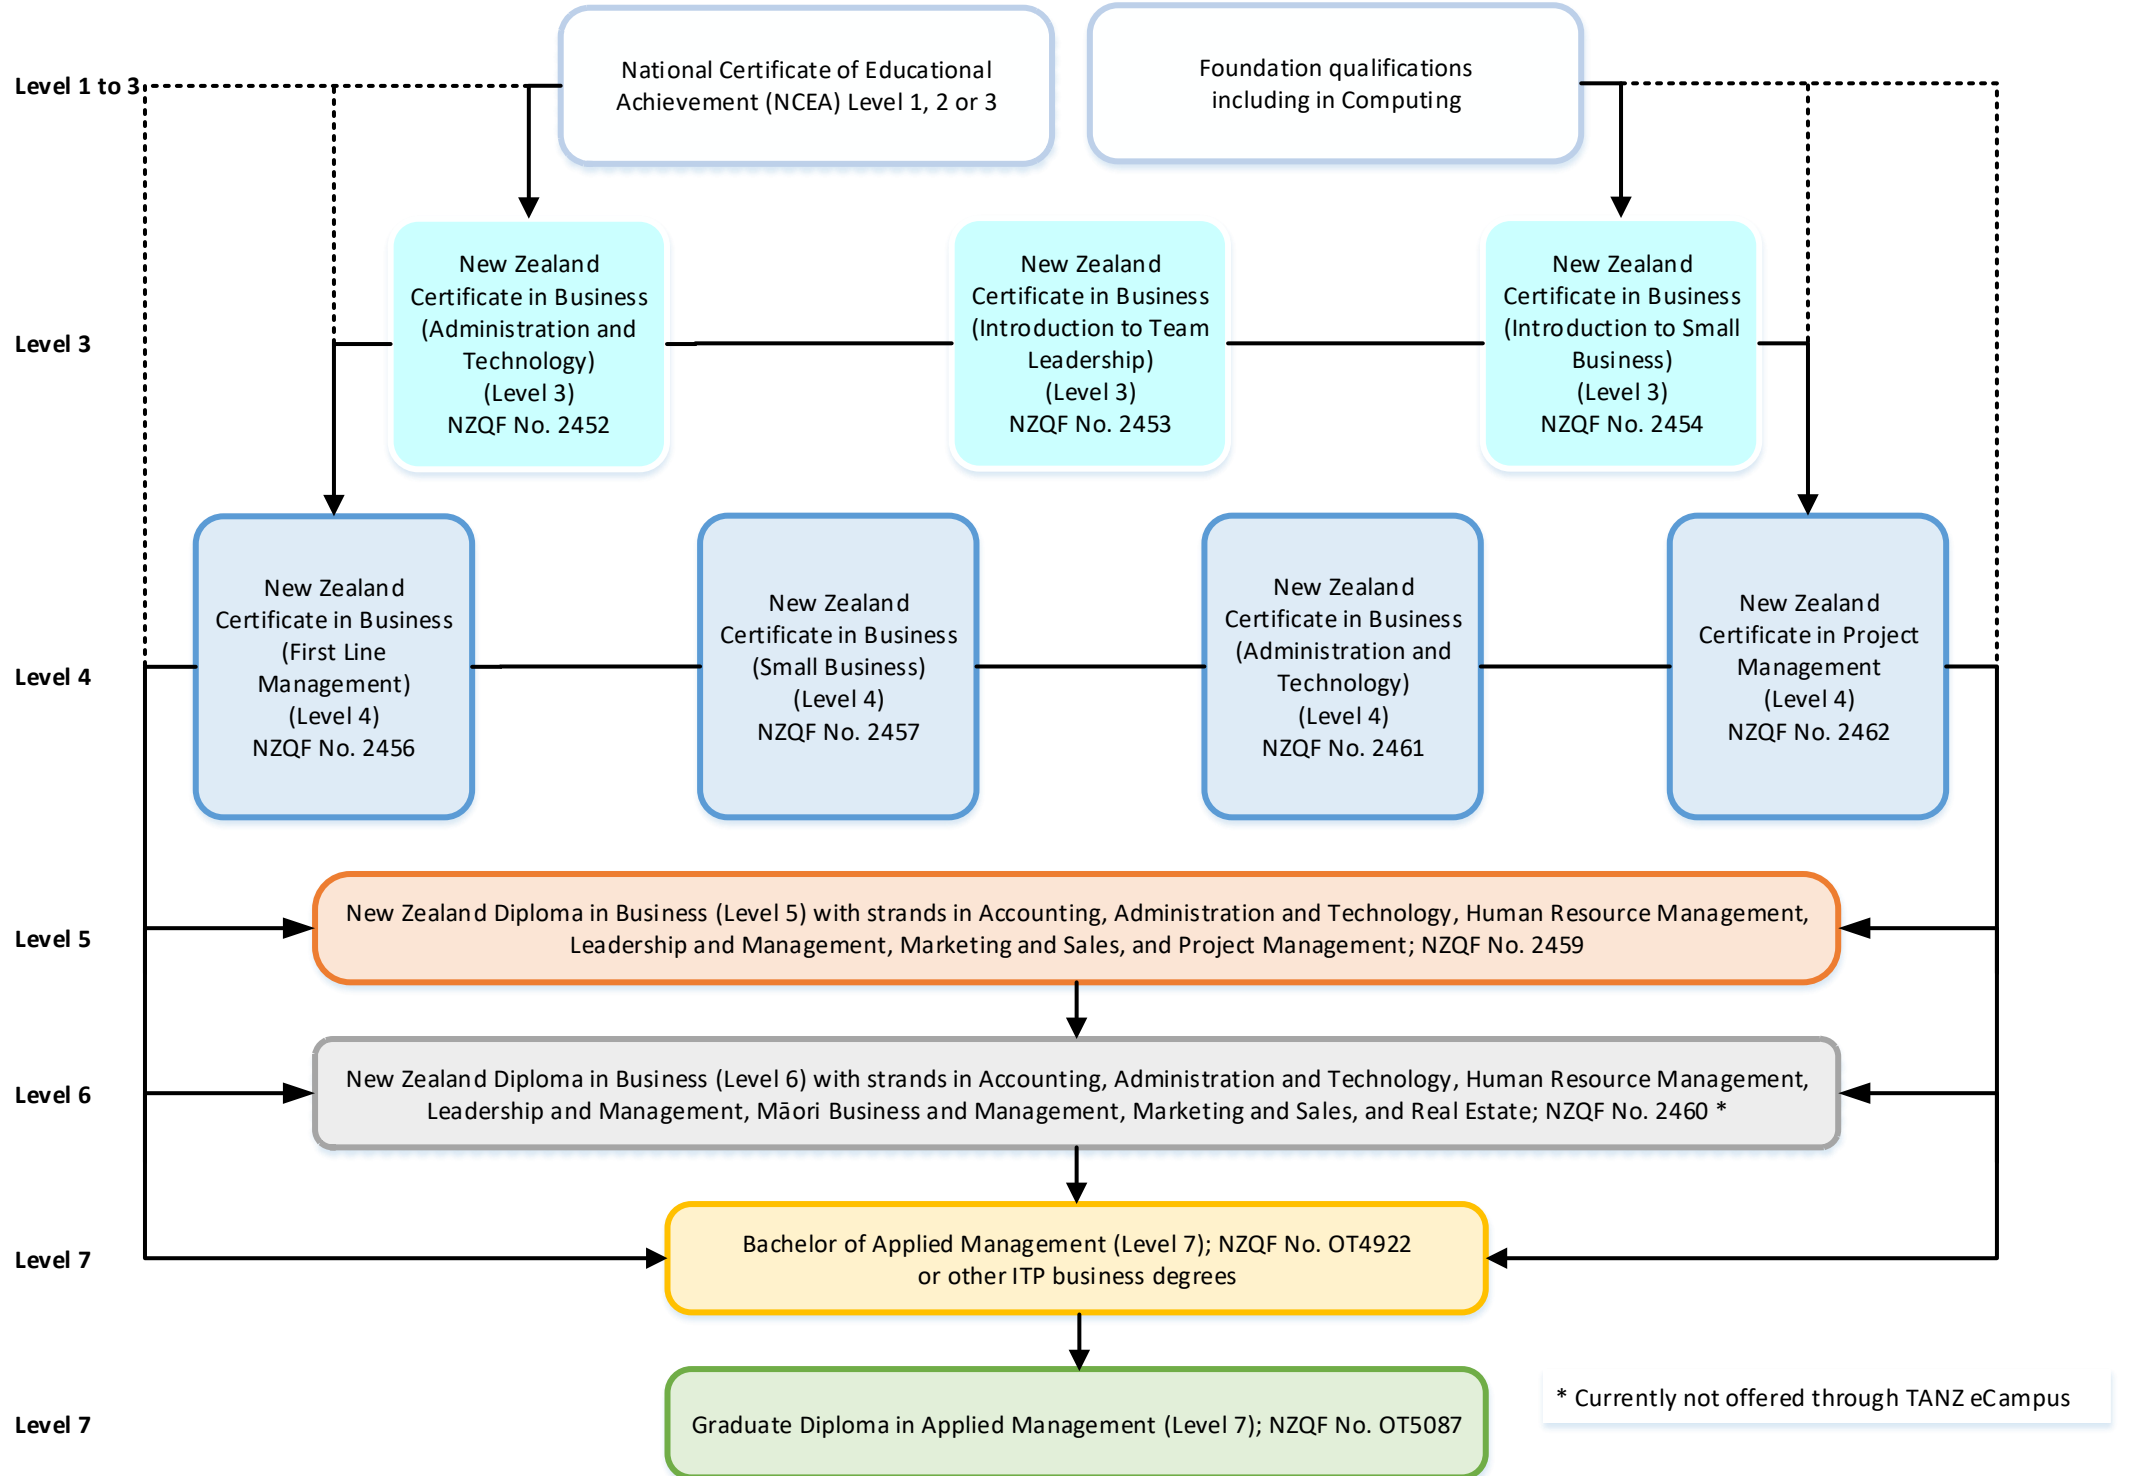 Level 1 to 3
National Certificate of Educational
Achievement (NCEA) Level 1, 2 or 3
Foundation qualifications
including in Computing
Level 3
New Zealand
Certificate in Business
(Administration and
Technology)
(Level 3)
NZQF No. 2452
New Zealand
Certificate in Business
(Introduction to Team
Leadership)
(Level 3)
NZQF No. 2453
New Zealand
Certificate in Business
(Introduction to Small
Business)
(Level 3)
NZQF No. 2454
Level 4
New Zealand
Certificate in Business
(First Line
Management)
(Level 4)
NZQF No. 2456
New Zealand
Certificate in Business
(Small Business)
(Level 4)
NZQF No. 2457
New Zealand
Certificate in Business
(Administration and
Technology)
(Level 4)
NZQF No. 2461
New Zealand
Certificate in Project
Management
(Level 4)
NZQF No. 2462
Level 5
New Zealand Diploma in Business (Level 5) with strands in Accounting, Administration and Technology, Human Resource Management,
Leadership and Management, Marketing and Sales, and Project Management; NZQF No. 2459
Level 6
New Zealand Diploma in Business (Level 6) with strands in Accounting, Administration and Technology, Human Resource Management,
Leadership and Management, Māori Business and Management, Marketing and Sales, and Real Estate; NZQF No. 2460 *
Level 7
Bachelor of Applied Management (Level 7); NZQF No. OT4922
or other ITP business degrees
Level 7
Graduate Diploma in Applied Management (Level 7); NZQF No. OT5087
* Currently not offered through TANZ eCampus